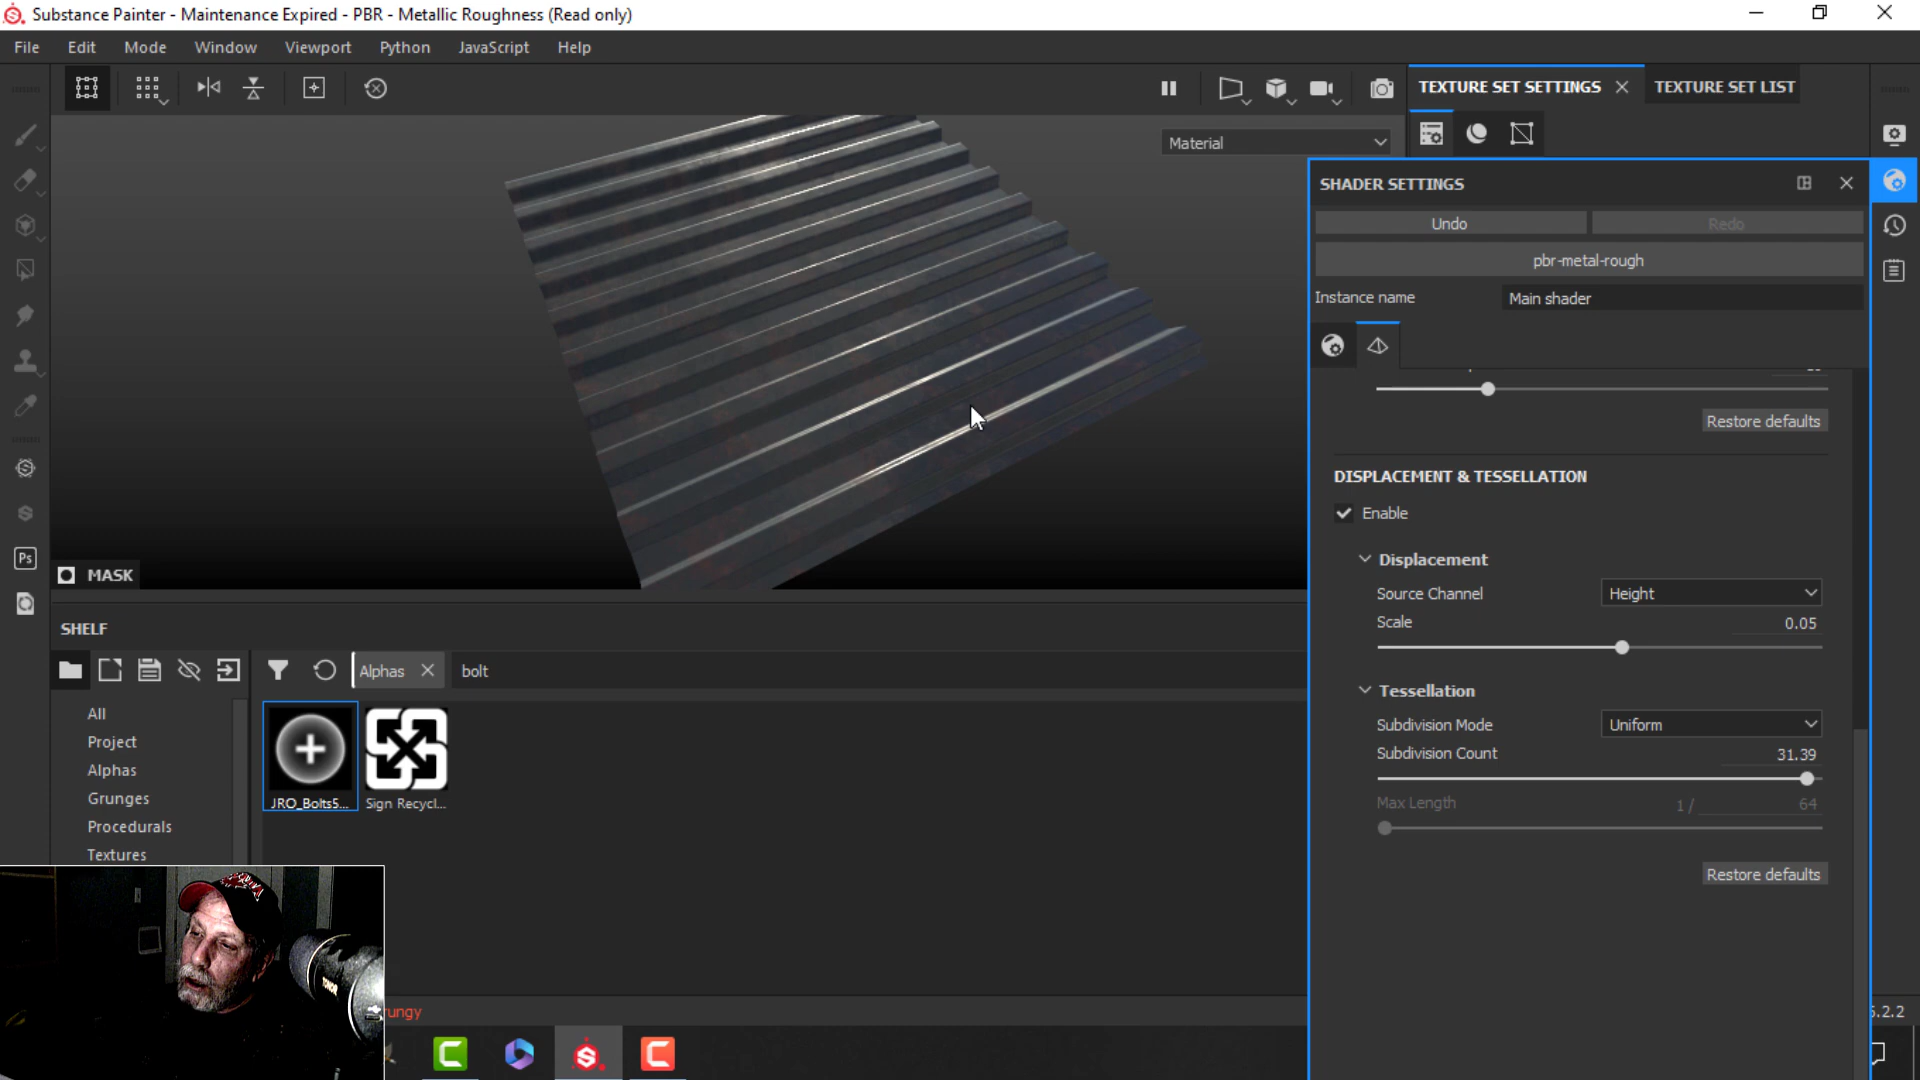 Substance Painter - Maintenance Expired - PBR - Metallic Roughness (Read only)
File Edit Mode Window Viewport Python JavaScript Help
TEXTURE SET SETTINGS
TEXTURE SET LIST
Material
SHADER SETTINGS
Undo
Redo
pbr-metal-rough
Instance name
Main shader
Restore defaults
DISPLACEMENT & TESSELLATION
Enable
Displacement
Source Channel
Height
Scale
0.05
Tessellation
Subdivision Mode
Uniform
Subdivision Count
31.39
Max Length
1 /
64
Restore defaults
MASK
Ps
SHELF
Alphas
bolt
All
Project
Alphas
Grunges
Procedurals
Textures
JRO_Bolts5...
Sign Recycl...